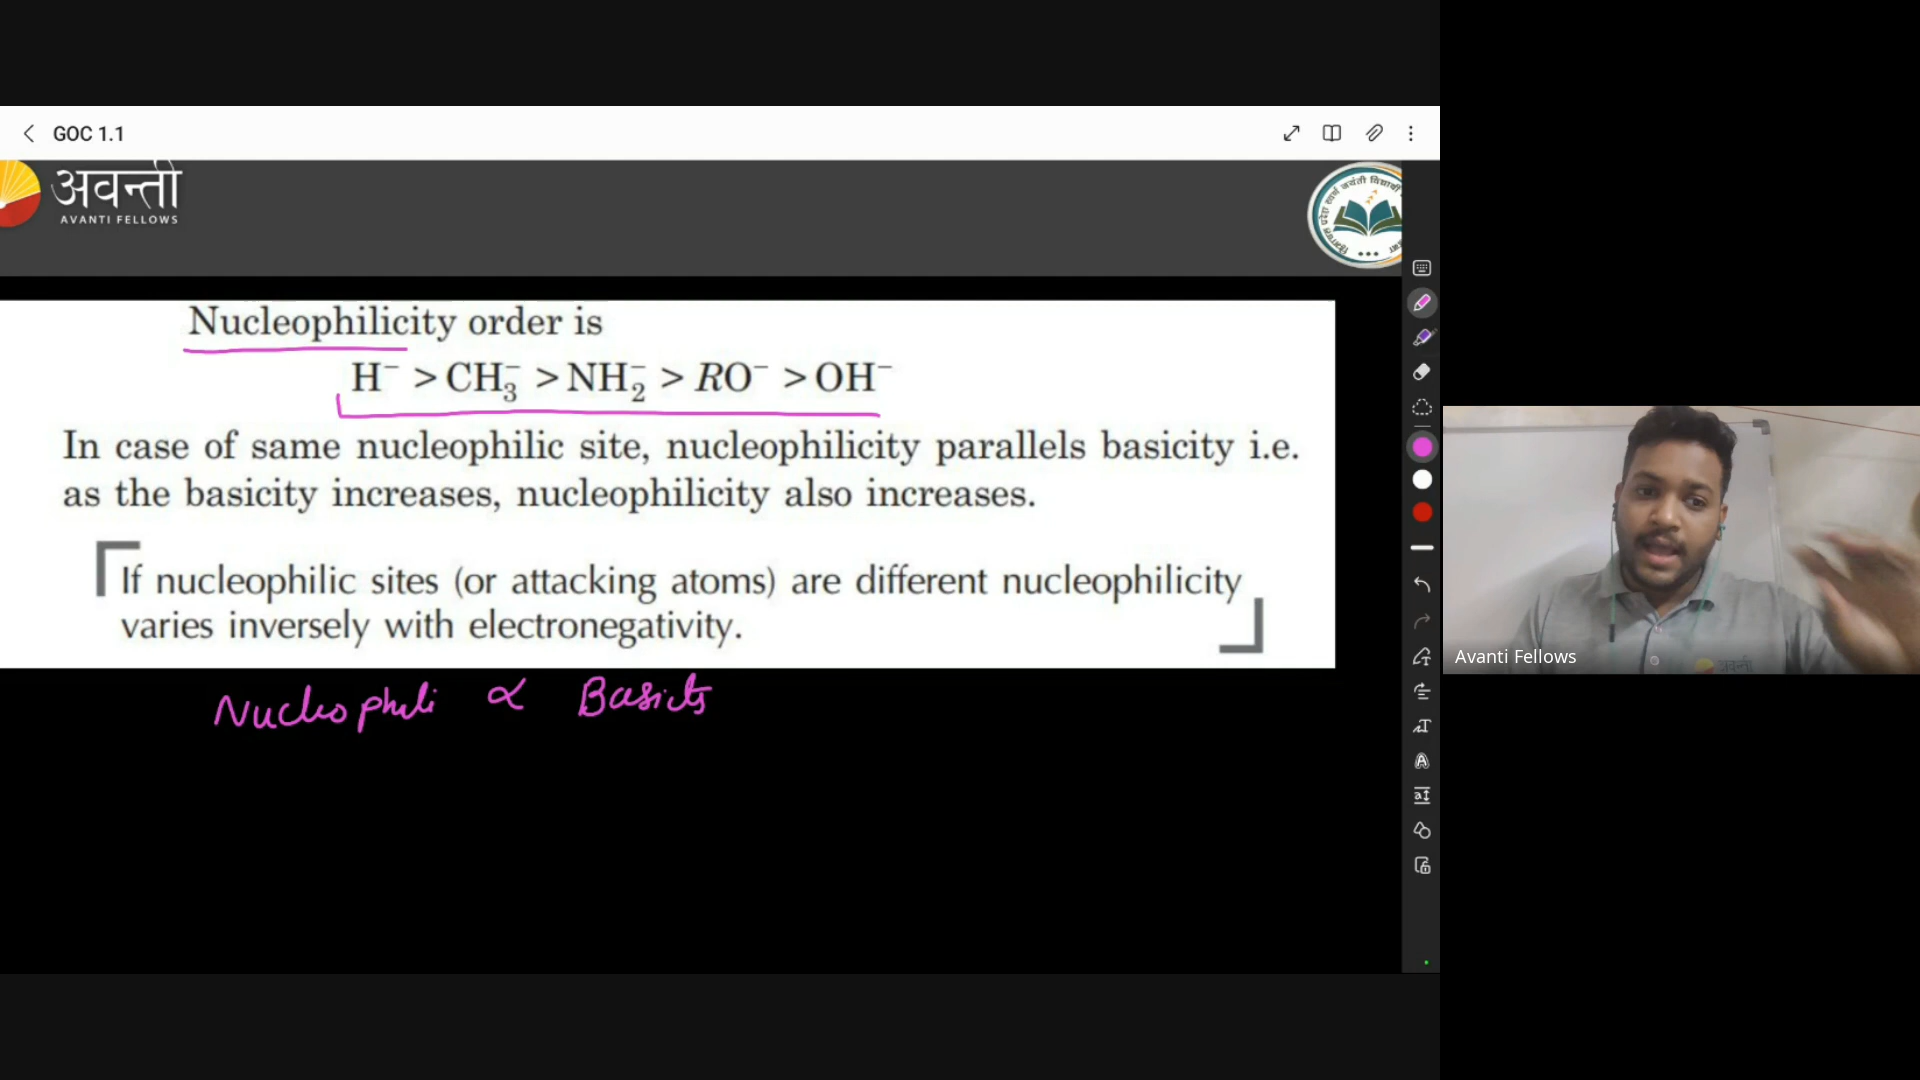 GOC 1.1
अवन्ती
AVANTI FELLOWS
Nucleophilicity order is
H⁻ > CH₃⁻ > NH₂⁻ > RO⁻ > OH⁻
In case of same nucleophilic site, nucleophilicity parallels basicity i.e.
as the basicity increases, nucleophilicity also increases.
If nucleophilic sites (or attacking atoms) are different nucleophilicity
varies inversely with electronegativity.
Nucleophili ∝ Basicity
Avanti Fellows